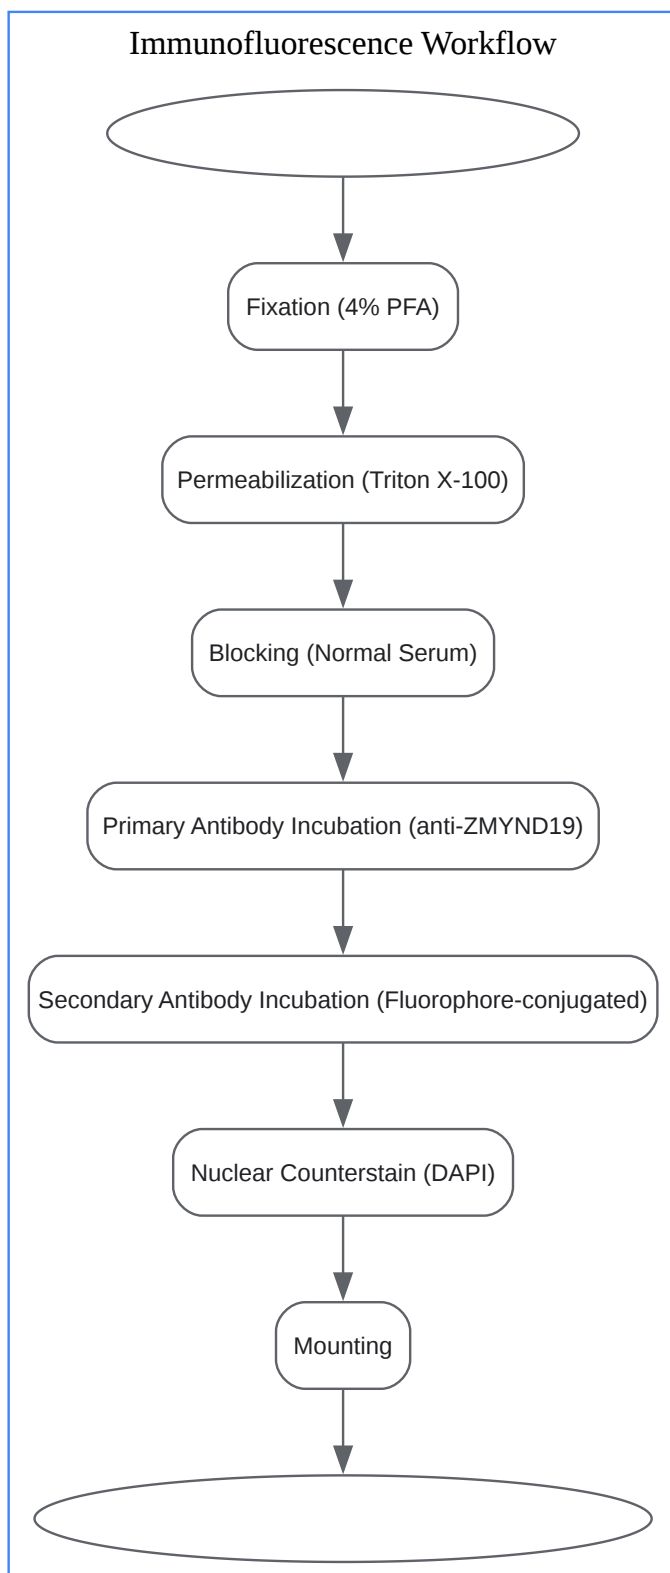 Immunofluorescence Workflow
Fixation (4% PFA)
Permeabilization (Triton X-100)
Blocking (Normal Serum)
Primary Antibody Incubation (anti-ZMYND19)
Secondary Antibody Incubation (Fluorophore-conjugated)
Nuclear Counterstain (DAPI)
Mounting